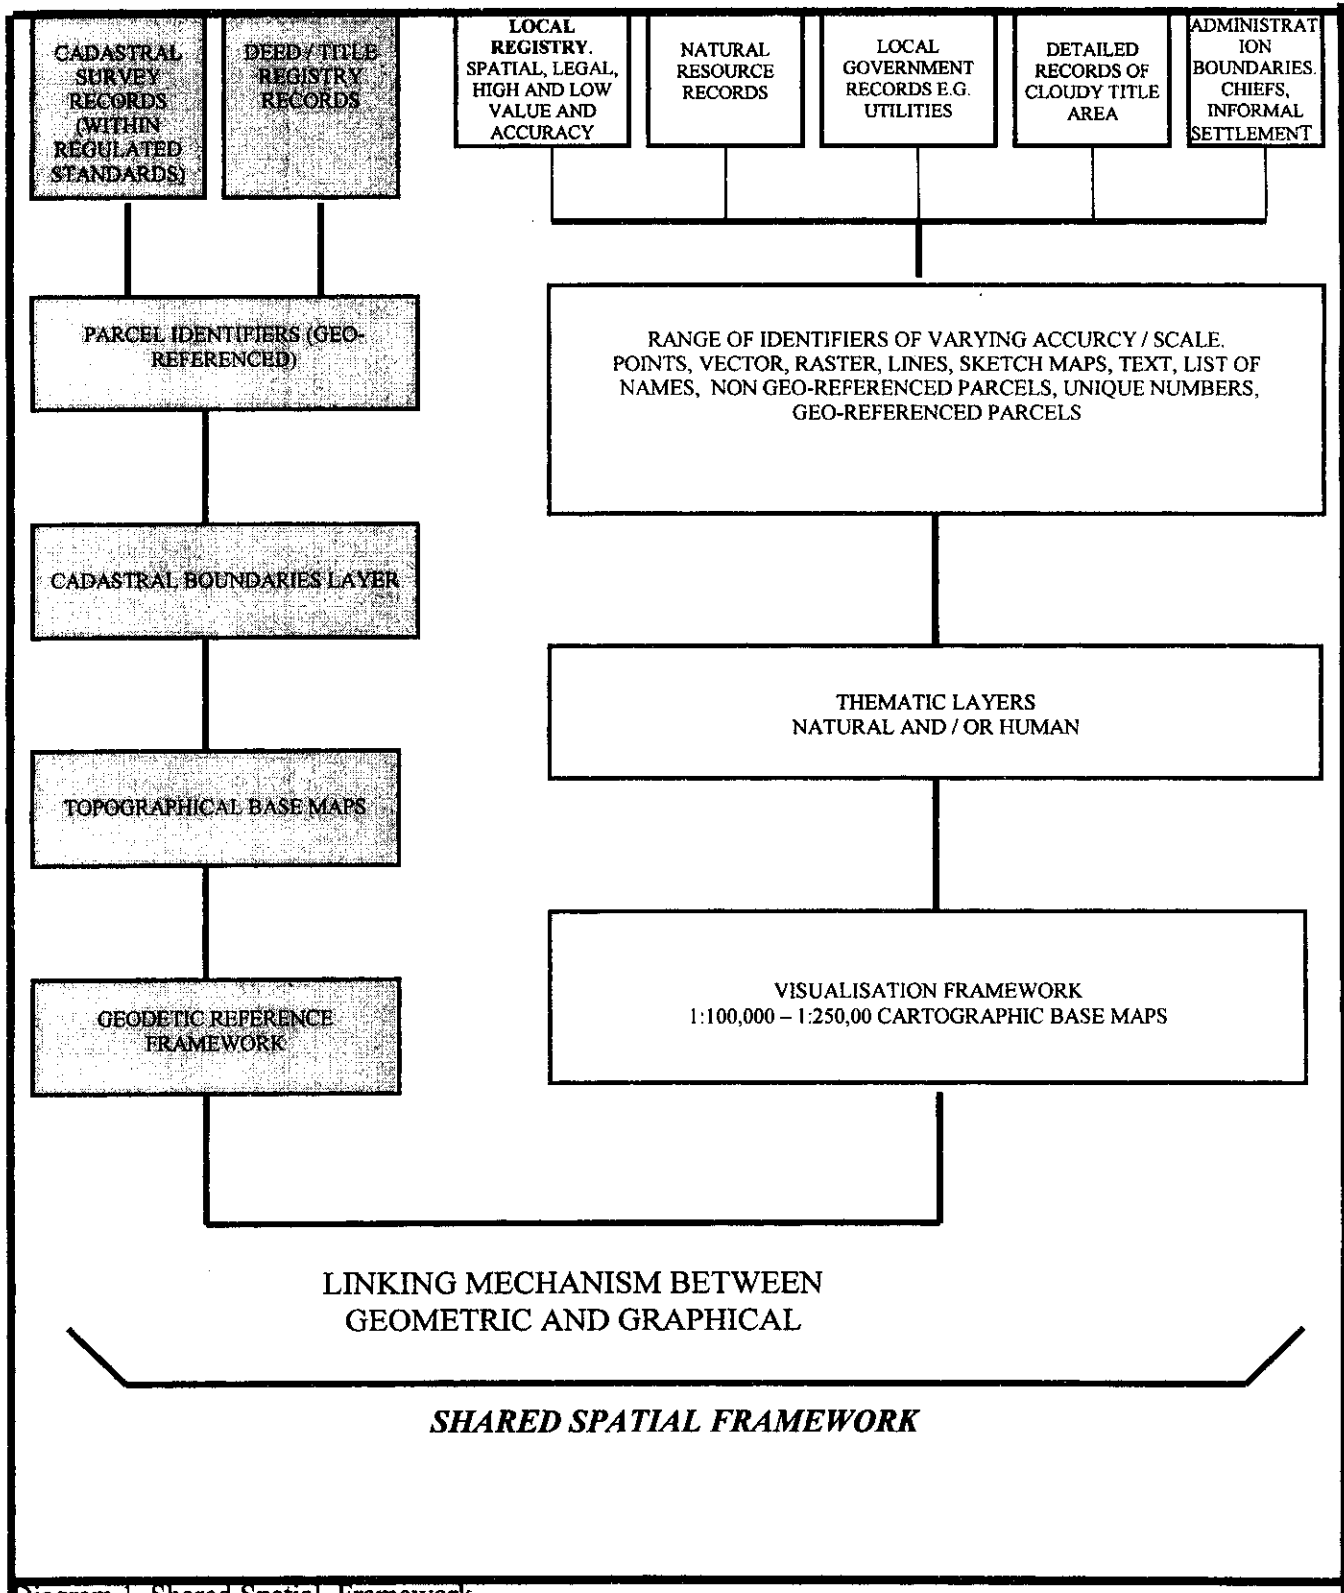 CADASTRAL
SURVEY
RECORDS
(WITHIN
REGULATED
STANDARDS)
DEED / TITLE
REGISTRY
RECORDS
LOCAL
REGISTRY.
SPATIAL, LEGAL,
HIGH AND LOW
VALUE AND
ACCURACY
NATURAL
RESOURCE
RECORDS
LOCAL
GOVERNMENT
RECORDS E.G.
UTILITIES
DETAILED
RECORDS OF
CLOUDY TITLE
AREA
ADMINISTRAT
ION
BOUNDARIES.
CHIEFS,
INFORMAL
SETTLEMENT
PARCEL IDENTIFIERS (GEO-
REFERENCED)
RANGE OF IDENTIFIERS OF VARYING ACCURCY / SCALE.
POINTS, VECTOR, RASTER, LINES, SKETCH MAPS, TEXT, LIST OF
NAMES, NON GEO-REFERENCED PARCELS, UNIQUE NUMBERS,
GEO-REFERENCED PARCELS
CADASTRAL BOUNDARIES LAYER
THEMATIC LAYERS
NATURAL AND / OR HUMAN
TOPOGRAPHICAL BASE MAPS
VISUALISATION FRAMEWORK
1:100,000 – 1:250,00 CARTOGRAPHIC BASE MAPS
GEODETIC REFERENCE
FRAMEWORK
LINKING MECHANISM BETWEEN
GEOMETRIC AND GRAPHICAL
SHARED SPATIAL FRAMEWORK
Diagram 1. Shared Spatial Framework